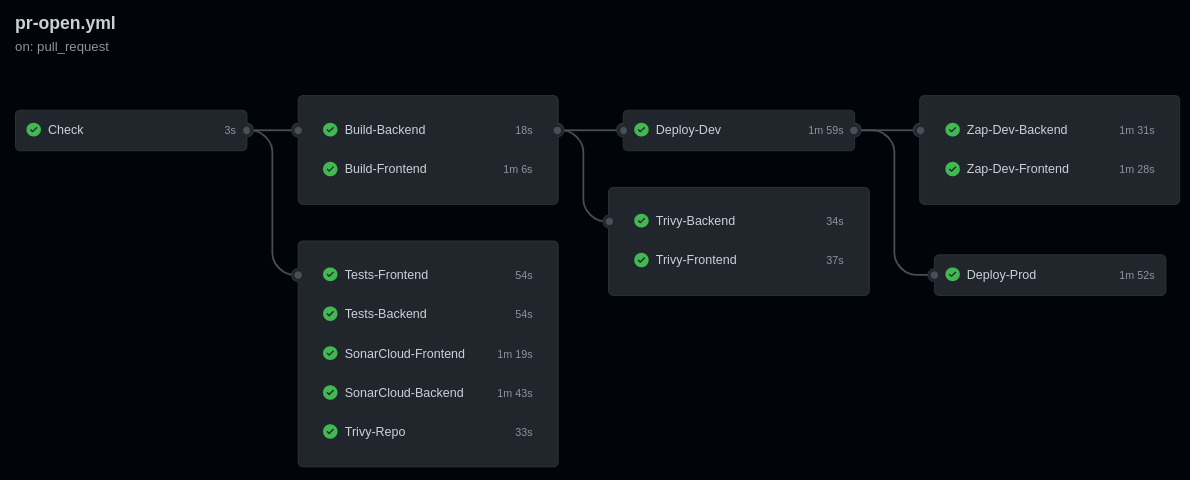 pr-open.yml
on: pull_request
Check 3s
Build-Backend 18s
Build-Frontend 1m 6s
Tests-Frontend 54s
Tests-Backend 54s
SonarCloud-Frontend 1m 19s
SonarCloud-Backend 1m 43s
Trivy-Repo 33s
Deploy-Dev 1m 59s
Trivy-Backend 34s
Trivy-Frontend 37s
Zap-Dev-Backend 1m 31s
Zap-Dev-Frontend 1m 28s
Deploy-Prod 1m 52s